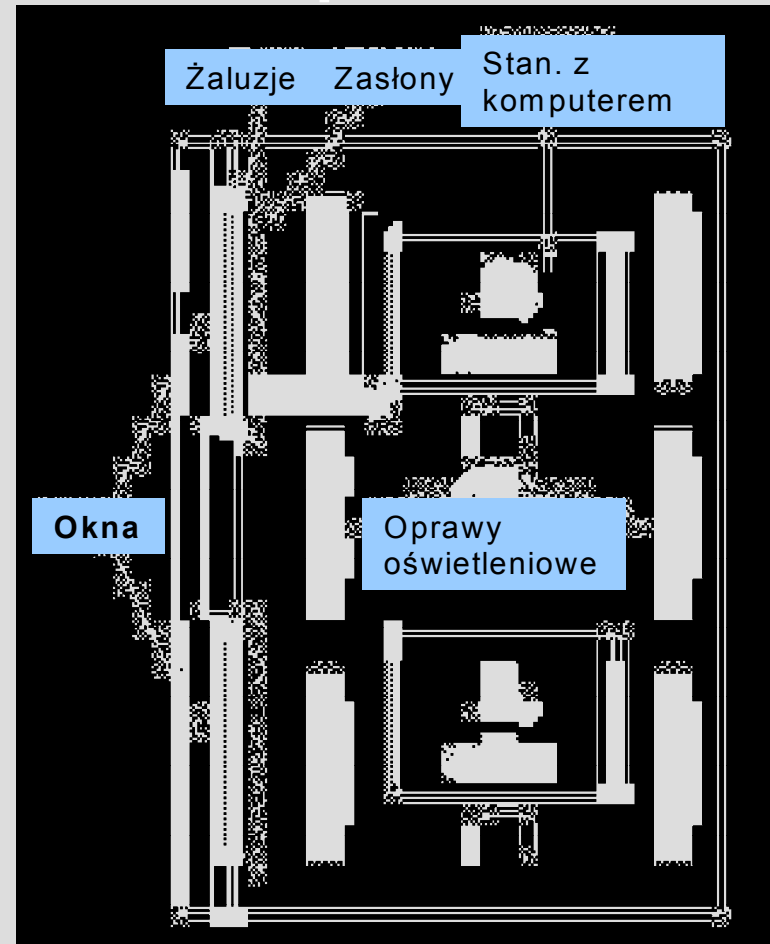 Żaluzje
Zasłony
Stan. z
komputerem
Okna
Oprawy
oświetleniowe